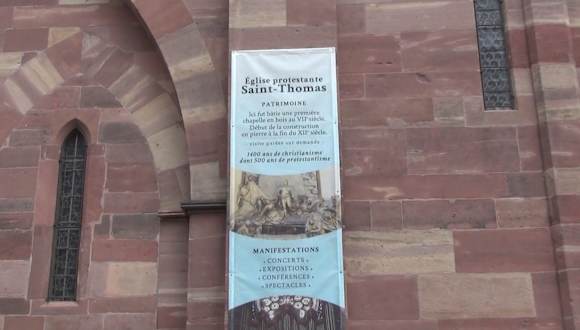 Église protestante
Saint-Thomas
PATRIMOINE
Ici fut bâtie une première
chapelle en bois au VIIe siècle.
Début de la construction
en pierre à la fin du XIIe siècle.
visite guidée sur demande
1400 ans de christianisme
dont 500 ans de protestantisme
MANIFESTATIONS
• CONCERTS •
• EXPOSITIONS •
• CONFÉRENCES •
• SPECTACLES •